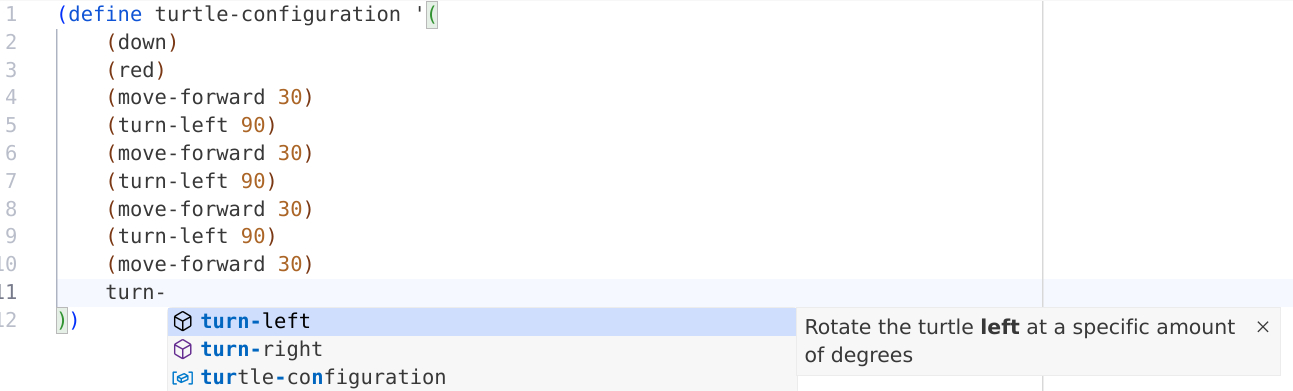 1 (define turtle-configuration '(
2 (down)
3 (red)
4 (move-forward 30)
5 (turn-left 90)
6 (move-forward 30)
7 (turn-left 90)
8 (move-forward 30)
9 (turn-left 90)
10 (move-forward 30)
11 turn-
12 ))
turn-left
turn-right
turtle-configuration
Rotate the turtle left at a specific amount
of degrees